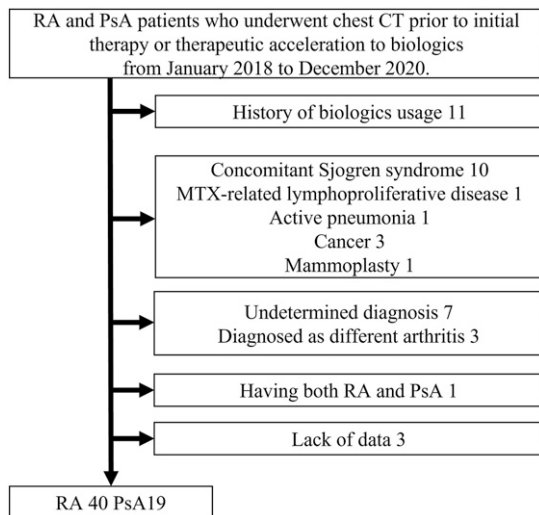 RA and PsA patients who underwent chest CT prior to initial
therapy or therapeutic acceleration to biologics
from January 2018 to December 2020.
History of biologics usage 11
Concomitant Sjogren syndrome 10
MTX-related lymphoproliferative disease 1
Active pneumonia 1
Cancer 3
Mammoplasty 1
Undetermined diagnosis 7
Diagnosed as different arthritis 3
Having both RA and PsA 1
Lack of data 3
RA 40 PsA19